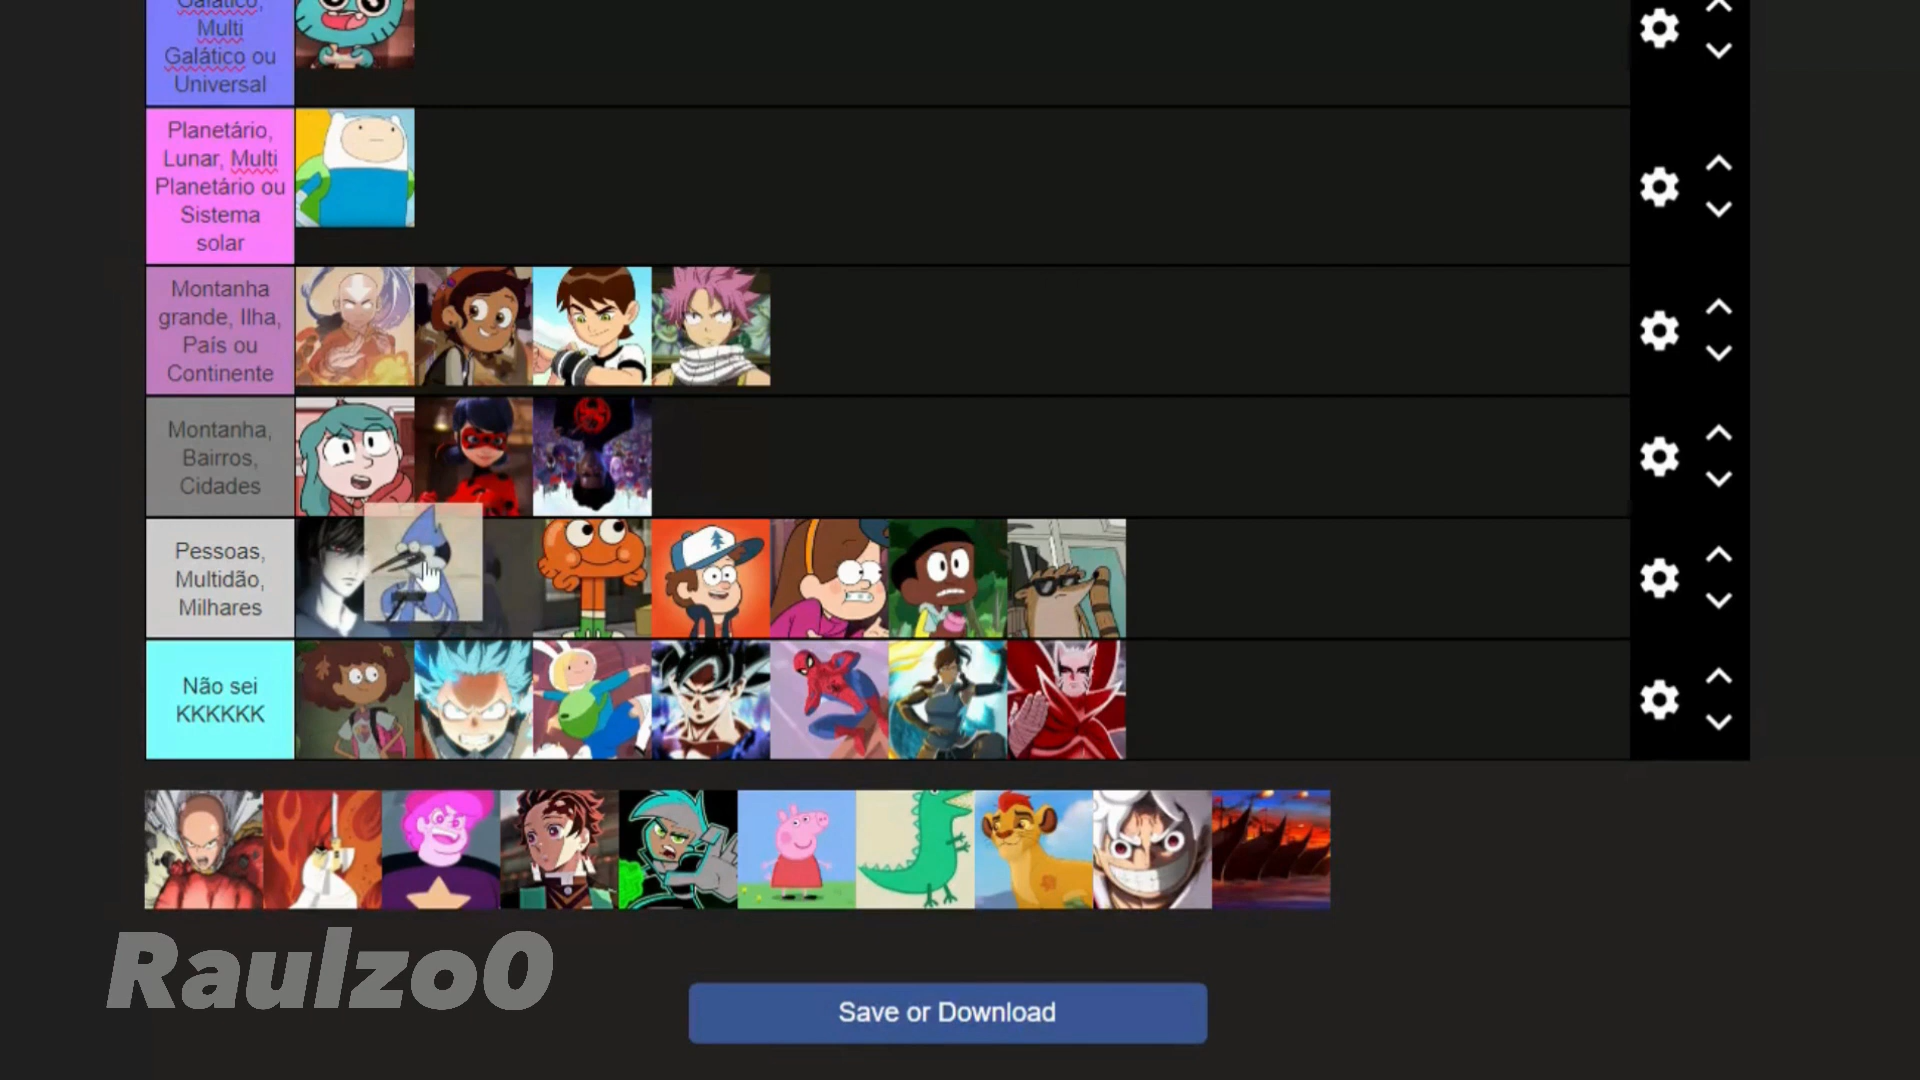 Galático,
Multi
Galático ou
Universal
Planetário,
Lunar, Multi
Planetário ou
Sistema
solar
Montanha
grande, Ilha,
País ou
Continente
Montanha,
Bairros,
Cidades
Pessoas,
Multidão,
Milhares
Não sei
KKKKKK
Raulzo0
Save or Download